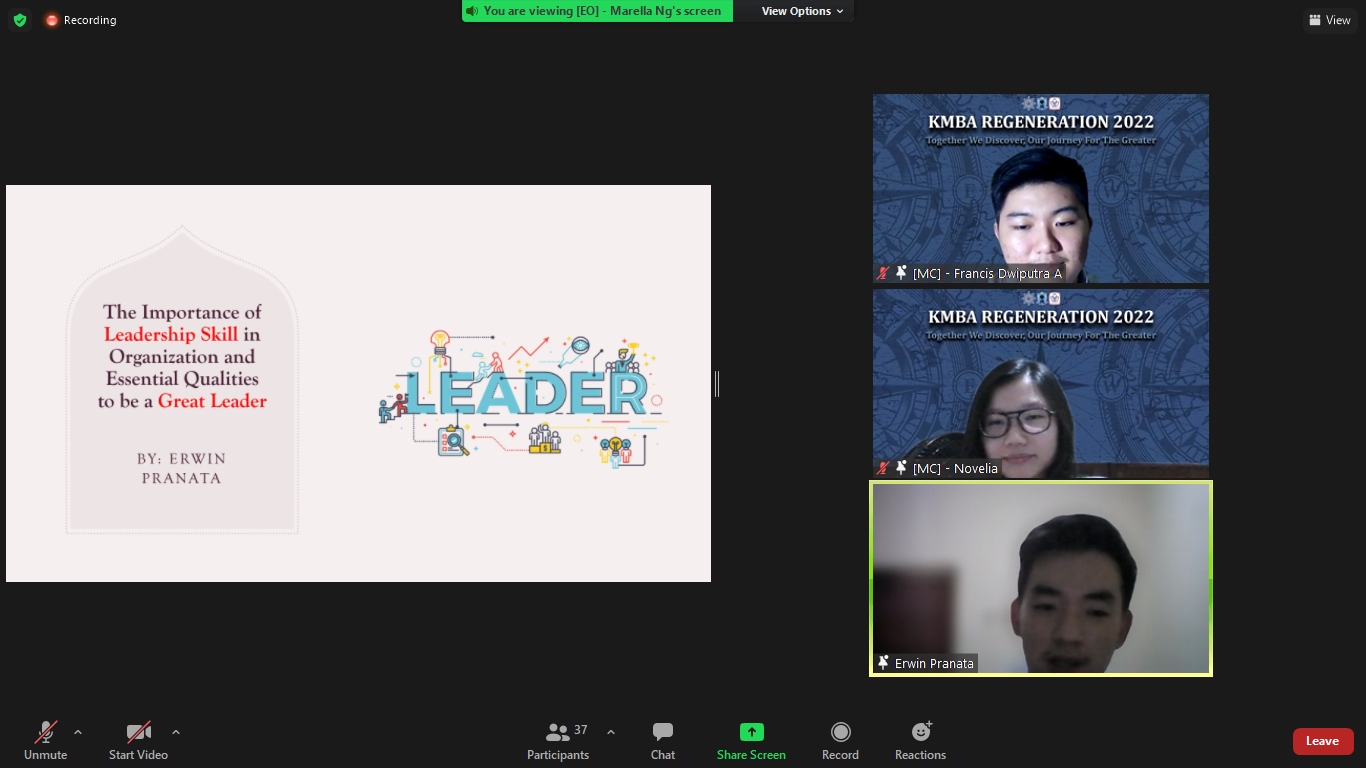 Recording
You are viewing [EO] - Marella Ng's screen
View Options
View
The Importance of
Leadership Skill in
Organization and
Essential Qualities
to be a Great Leader
BY: ERWIN
PRANATA
LEADER
KMBA REGENERATION 2022
Together We Discover, Our Journey For The Greater
[MC] - Francis Dwiputra A
KMBA REGENERATION 2022
Together We Discover, Our Journey For The Greater
[MC] - Novelia
Erwin Pranata
Unmute
Start Video
Participants
37
Chat
Share Screen
Record
Reactions
Leave